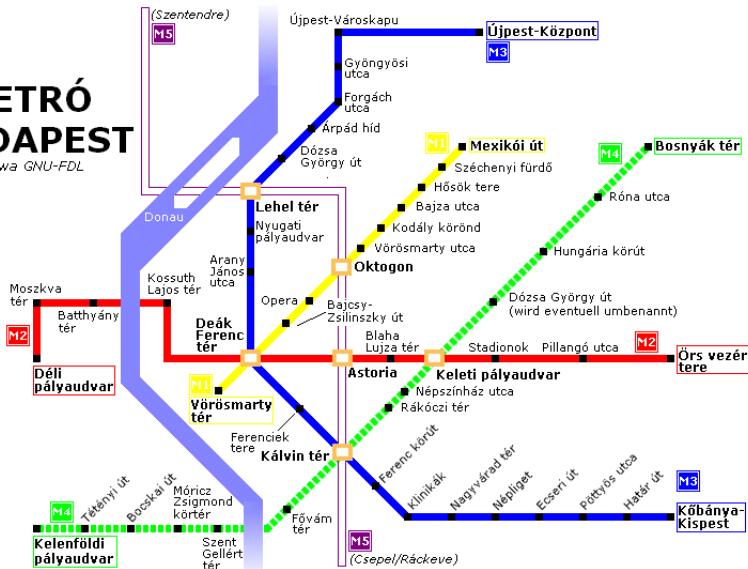 (Szentendre)
M5
Újpest-Városkapu
Újpest-Központ
M3
Gyöngyösi
utca
Forgách
utca
ETRÓ
DAPEST
wa GNU-FDL
Árpád híd
Dózsa
György út
M1
Mexikói út
M4
Bosnyák tér
Széchenyi fürdő
Hősök tere
Bajza utca
Kodály körönd
Vörösmarty utca
Róna utca
Lehel tér
Donau
Nyugati
pályaudvar
Hungária körút
Arany
János
utca
Oktogon
Moszkva
tér
Batthyány
tér
Kossuth
Lajos tér
Opera
Bajcsy-
Zsilinszky út
Dózsa György út
(wird eventuell umbenannt)
M2
Deák
Ferenc
tér
Blaha
Lujza tér
Stadionok
Pillangó utca
M2
Örs vezér
tere
Déli
pályaudvar
Astoria
Keleti pályaudvar
M1
Vörösmarty
tér
Népszínház utca
Rákóczi tér
Ferenciek
tere
Kálvin tér
Ferenc körút
Klinikák
Nagyvárad tér
Népliget
Ecseri út
Pöttyös utca
Határ út
M3
Kőbánya-
Kispest
M4
Tétényi út
Bocskai út
Móricz
Zsigmond
körtér
Kelenföldi
pályaudvar
Szent
Gellért
tér
Fővám
tér
M5
(Csepel/Ráckeve)